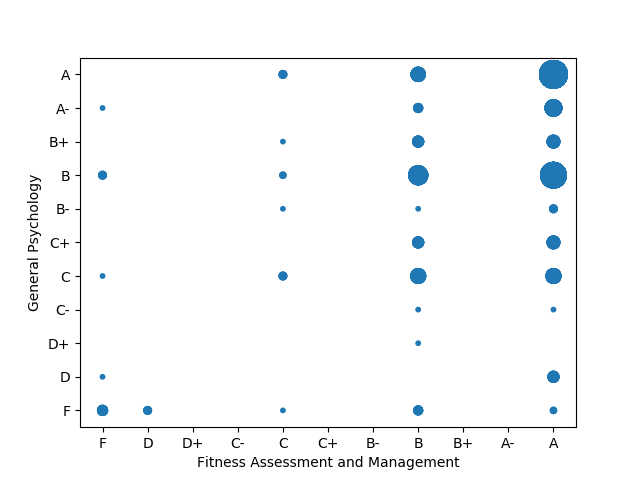 A
A-
B+
B
B-
C+
C
C-
D+
D
F
General Psychology
F D D+ C- C C+ B- B B+ A- A
Fitness Assessment and Management